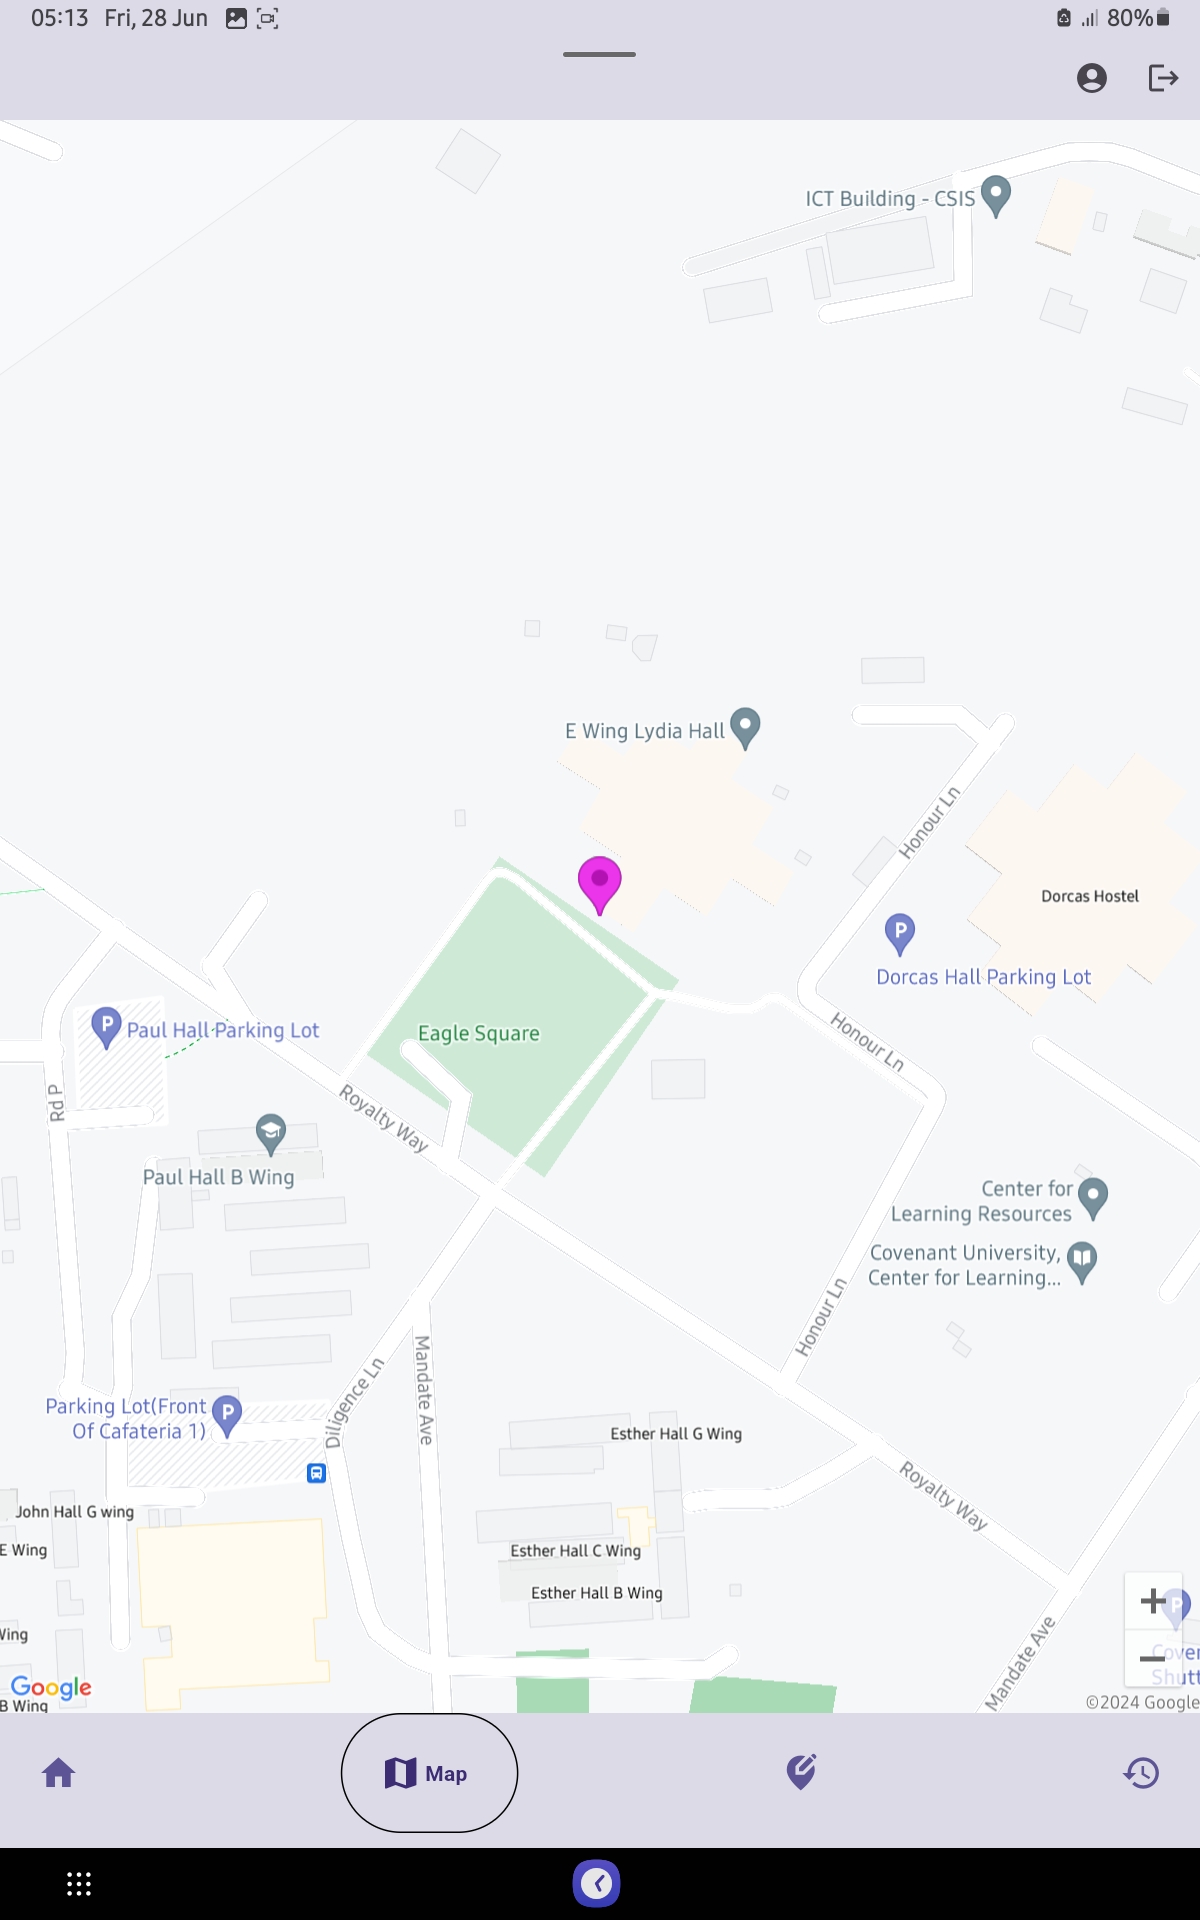 05:13 Fri, 28 Jun
80%
ICT Building - CSIS
E Wing Lydia Hall
Honour Ln
Dorcas Hostel
P
Dorcas Hall Parking Lot
P
Paul Hall Parking Lot
Eagle Square
Honour Ln
Rd P
Royalty Way
Paul Hall B Wing
Center for
Learning Resources
Covenant University,
Center for Learning...
Honour Ln
Mandate Ave
Diligence Ln
Parking Lot(Front
Of Cafateria 1)
P
Esther Hall G Wing
Royalty Way
John Hall G wing
E Wing
Esther Hall C Wing
Esther Hall B Wing
+
P
Wing
Mandate Ave
Cover
Shutt
−
Google
B Wing
©2024 Google
Map